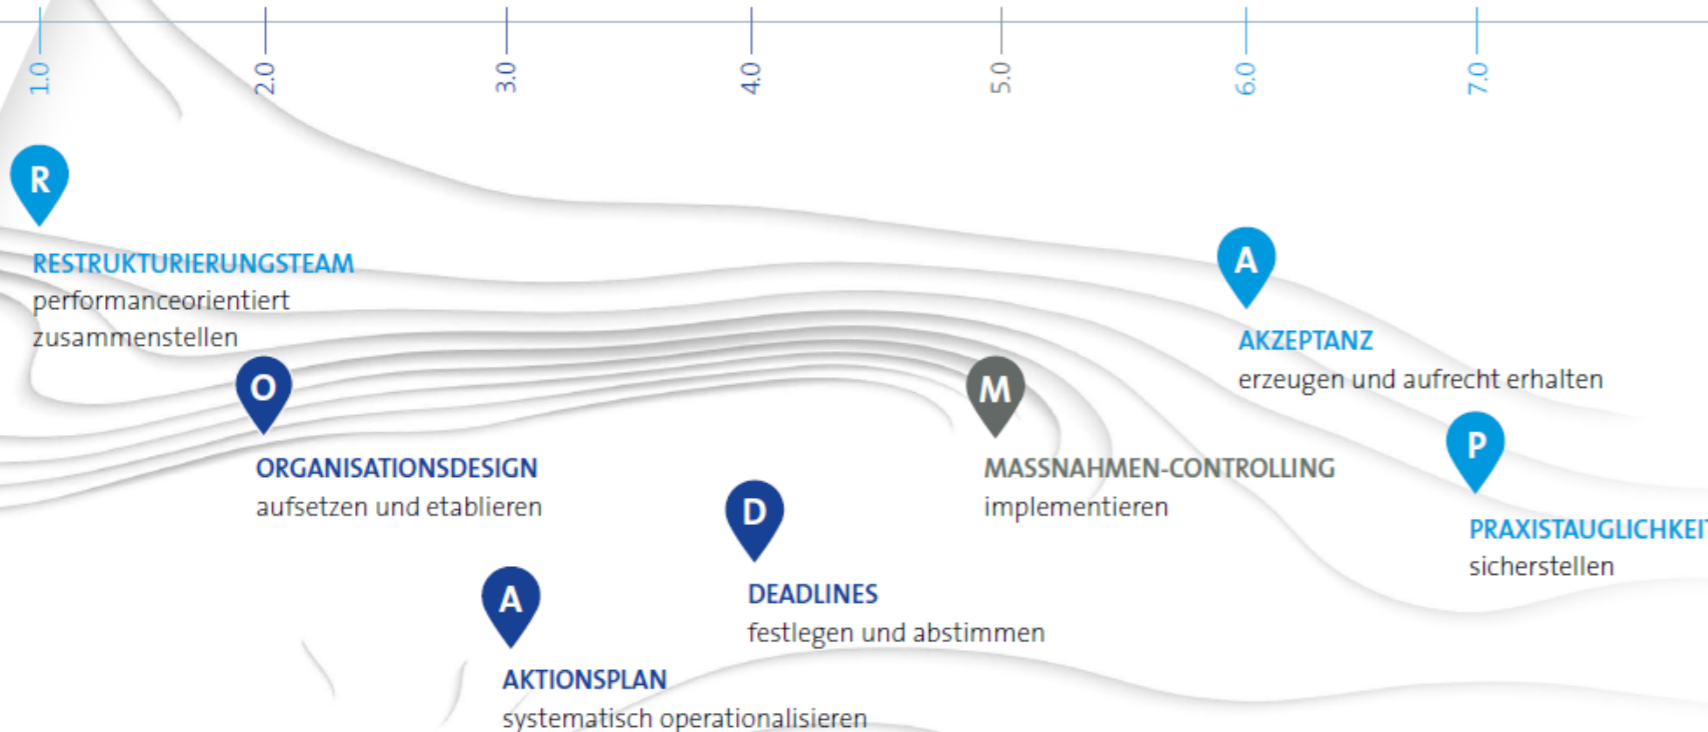 1.0
2.0
3.0
4.0
5.0
6.0
7.0
R
RESTRUKTURIERUNGSTEAM
performanceorientiert
zusammenstellen
O
ORGANISATIONSDESIGN
aufsetzen und etablieren
A
AKTIONSPLAN
systematisch operationalisieren
D
DEADLINES
festlegen und abstimmen
M
MASSNAHMEN-CONTROLLING
implementieren
A
AKZEPTANZ
erzeugen und aufrecht erhalten
P
PRAXISTAUGLICHKEIT
sicherstellen